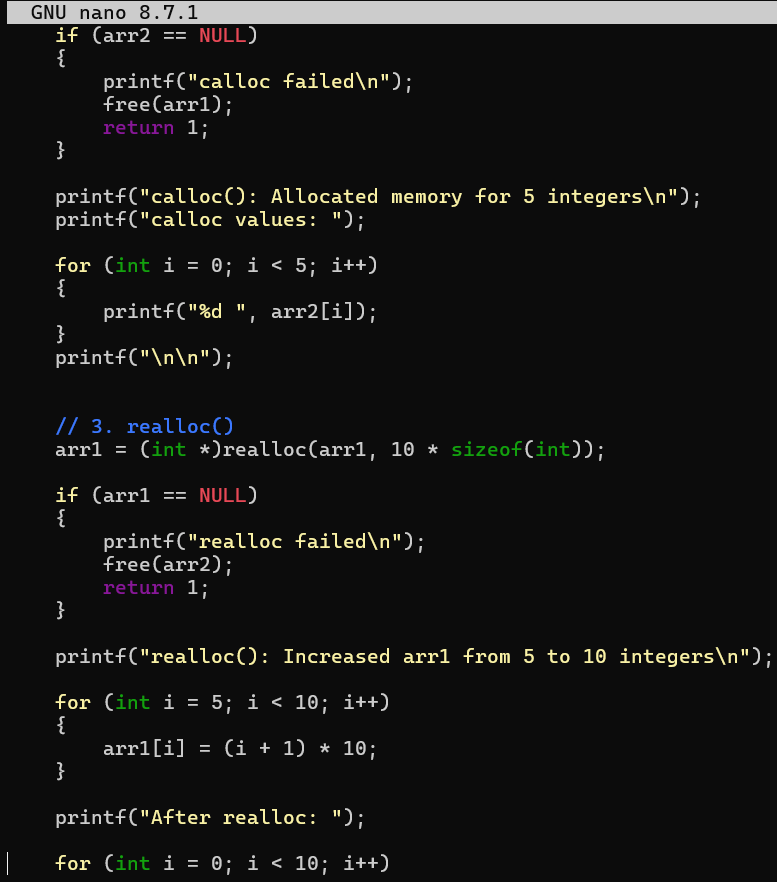 GNU nano 8.7.1
if (arr2 == NULL)
{
printf("calloc failed\n");
free(arr1);
return 1;
}
printf("calloc(): Allocated memory for 5 integers\n");
printf("calloc values: ");
for (int i = 0; i < 5; i++)
{
printf("%d ", arr2[i]);
}
printf("\n\n");
// 3. realloc()
arr1 = (int *)realloc(arr1, 10 * sizeof(int));
if (arr1 == NULL)
{
printf("realloc failed\n");
free(arr2);
return 1;
}
printf("realloc(): Increased arr1 from 5 to 10 integers\n");
for (int i = 5; i < 10; i++)
{
arr1[i] = (i + 1) * 10;
}
printf("After realloc: ");
for (int i = 0; i < 10; i++)